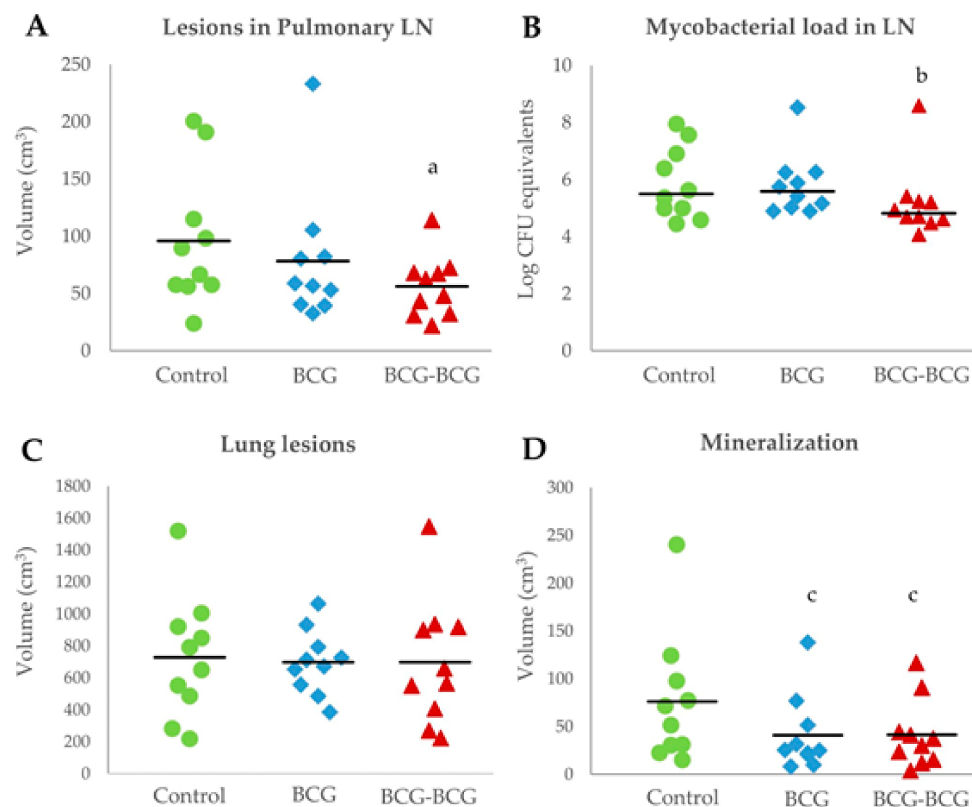 A
Lesions in Pulmonary LN
Volume (cm³)
250
200
150
100
50
0
a
Control
BCG
BCG-BCG
B
Mycobacterial load in LN
Log CFU equivalents
10
8
6
4
2
0
b
Control
BCG
BCG-BCG
C
Lung lesions
Volume (cm³)
1800
1600
1400
1200
1000
800
600
400
200
0
Control
BCG
BCG-BCG
D
Mineralization
Volume (cm³)
300
250
200
150
100
50
0
c
c
Control
BCG
BCG-BCG